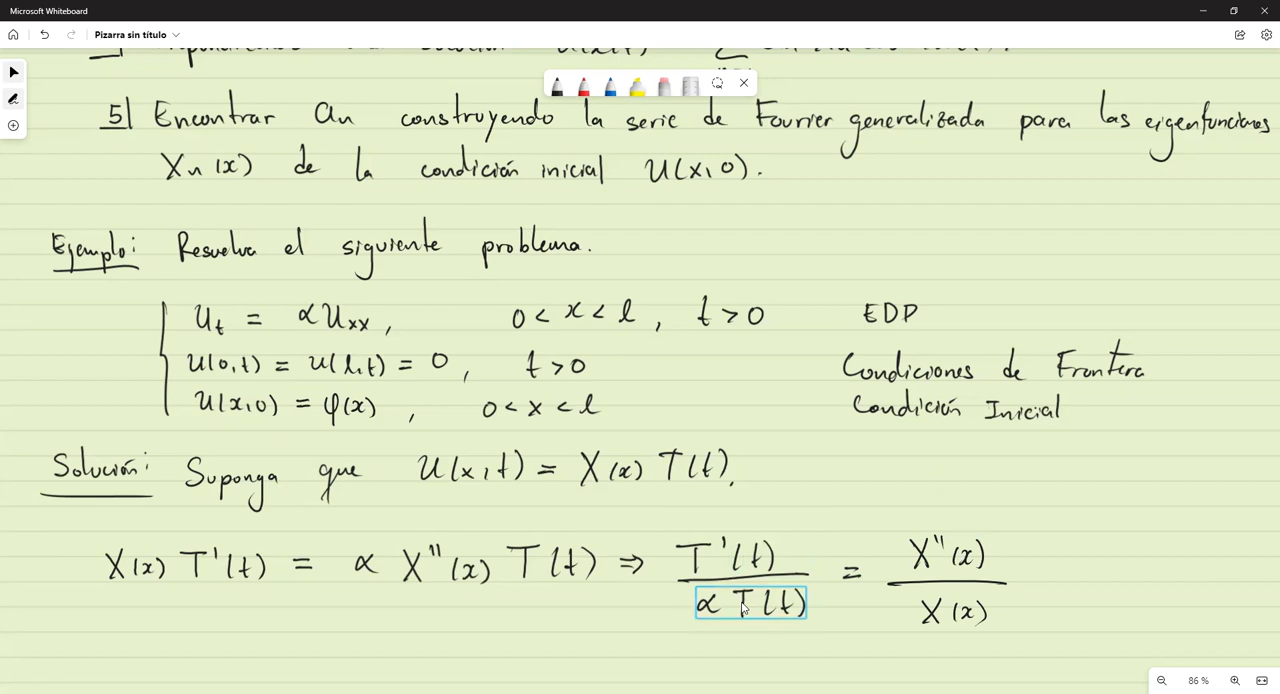 Microsoft Whiteboard
Pizarra sin título
5| Encontrar an construyendo la serie de Fourier generalizada para las eigenfunciones
Xn(x) de la condición inicial U(x,0).
Ejemplo: Resuelva el siguiente problema.
Ut = αUxx, 0<x<l, t>0 EDP
U(0,t) = U(l,t) = 0, t>0 Condiciones de Frontera
U(x,0) = φ(x), 0<x<l Condición Inicial
Solución: Suponga que U(x,t) = X(x) T(t).
X(x) T'(t) = α X''(x) T(t) ⇒ T'(t) / α T(t) = X''(x) / X(x)
86 %